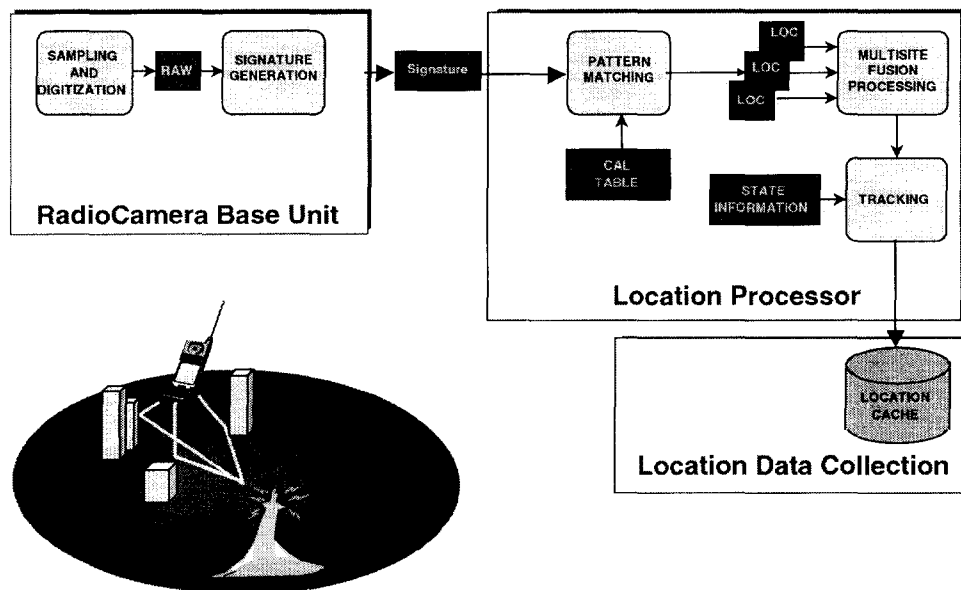 SAMPLING
AND
DIGITIZATION
RAW
SIGNATURE
GENERATION
RadioCamera Base Unit
Signature
PATTERN
MATCHING
CAL
TABLE
LOC
LOC
LOC
MULTISITE
FUSION
PROCESSING
STATE
INFORMATION
TRACKING
Location Processor
LOCATION
CACHE
Location Data Collection